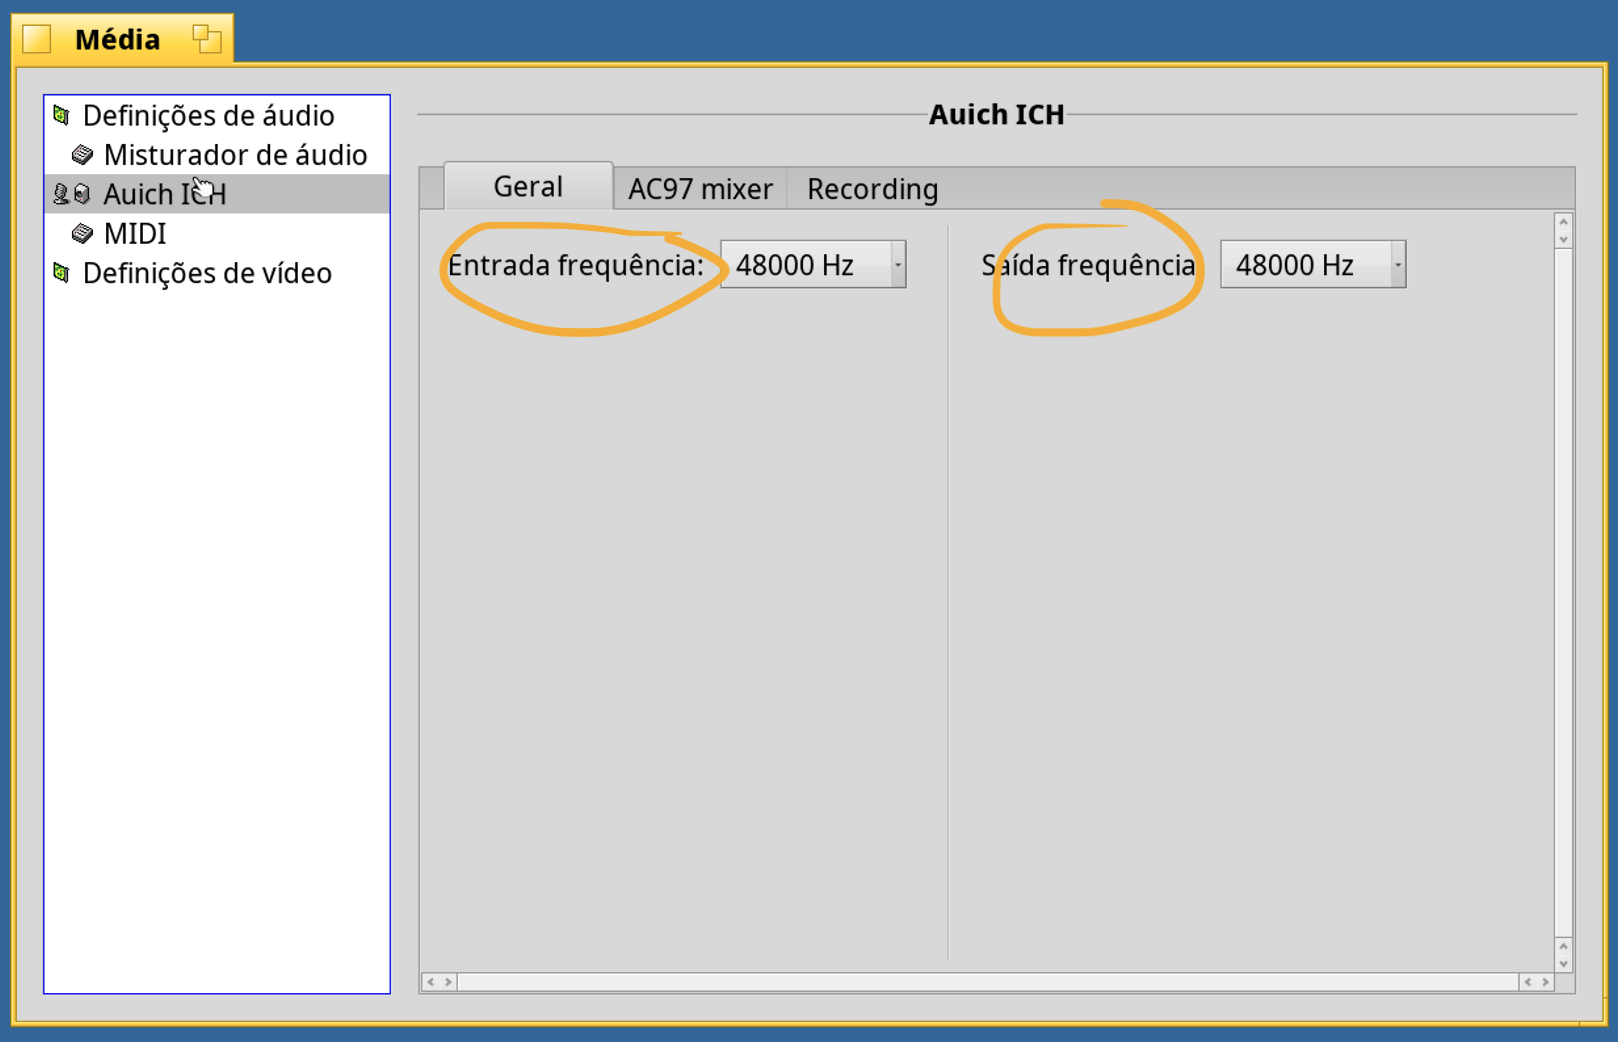 Média
Definições de áudio
Misturador de áudio
Auich ICH
MIDI
Definições de vídeo
Auich ICH
Geral
AC97 mixer
Recording
Entrada frequência: 48000 Hz
Saída frequência 48000 Hz